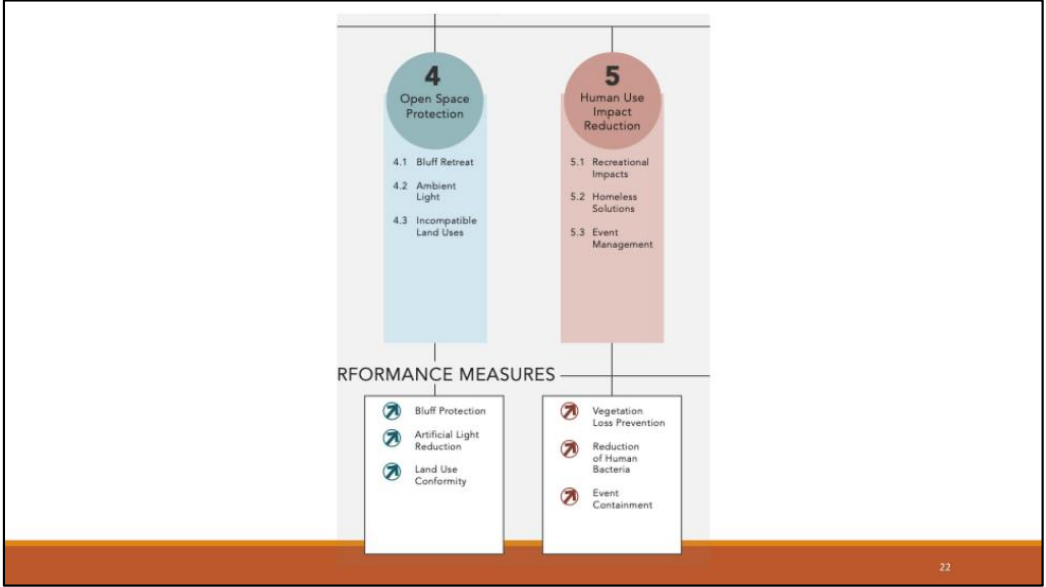 4
Open Space
Protection
4.1 Bluff Retreat
4.2 Ambient
Light
4.3 Incompatible
Land Uses
5
Human Use
Impact
Reduction
5.1 Recreational
Impacts
5.2 Homeless
Solutions
5.3 Event
Management
RFORMANCE MEASURES
Bluff Protection
Artificial Light
Reduction
Land Use
Conformity
Vegetation
Loss Prevention
Reduction
of Human
Bacteria
Event
Containment
22